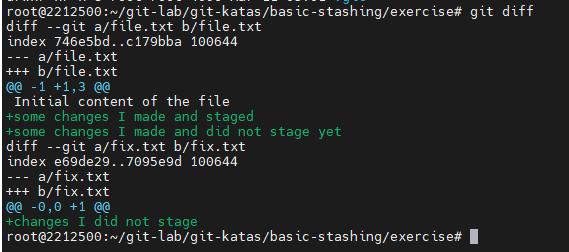 root@2212500:~/git-lab/git-katas/basic-stashing/exercise# git diff
diff --git a/file.txt b/file.txt
index 746e5bd..c179bba 100644
--- a/file.txt
+++ b/file.txt
@@ -1 +1,3 @@
 Initial content of the file
+some changes I made and staged
+some changes I made and did not stage yet
diff --git a/fix.txt b/fix.txt
index e69de29..7095e9d 100644
--- a/fix.txt
+++ b/fix.txt
@@ -0,0 +1 @@
+changes I did not stage
root@2212500:~/git-lab/git-katas/basic-stashing/exercise#